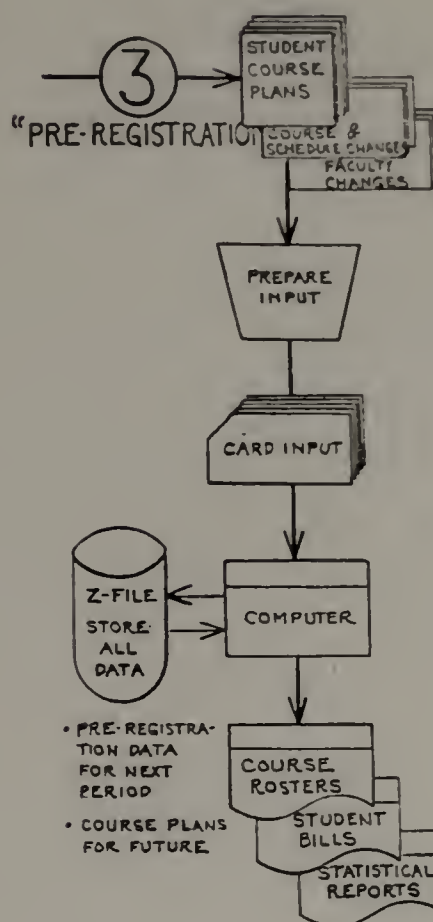 3
"PRE-REGISTRATION
STUDENT
COURSE
PLANS
COURSE &
SCHEDULE CHANGES
FACULTY
CHANGES
PREPARE
INPUT
CARD INPUT
Z-FILE
STORE
ALL
DATA
COMPUTER
• PRE-REGISTRA-
TION DATA
FOR NEXT
PERIOD
• COURSE PLANS
FOR FUTURE
COURSE
ROSTERS
STUDENT
BILLS
STATISTICAL
REPORTS